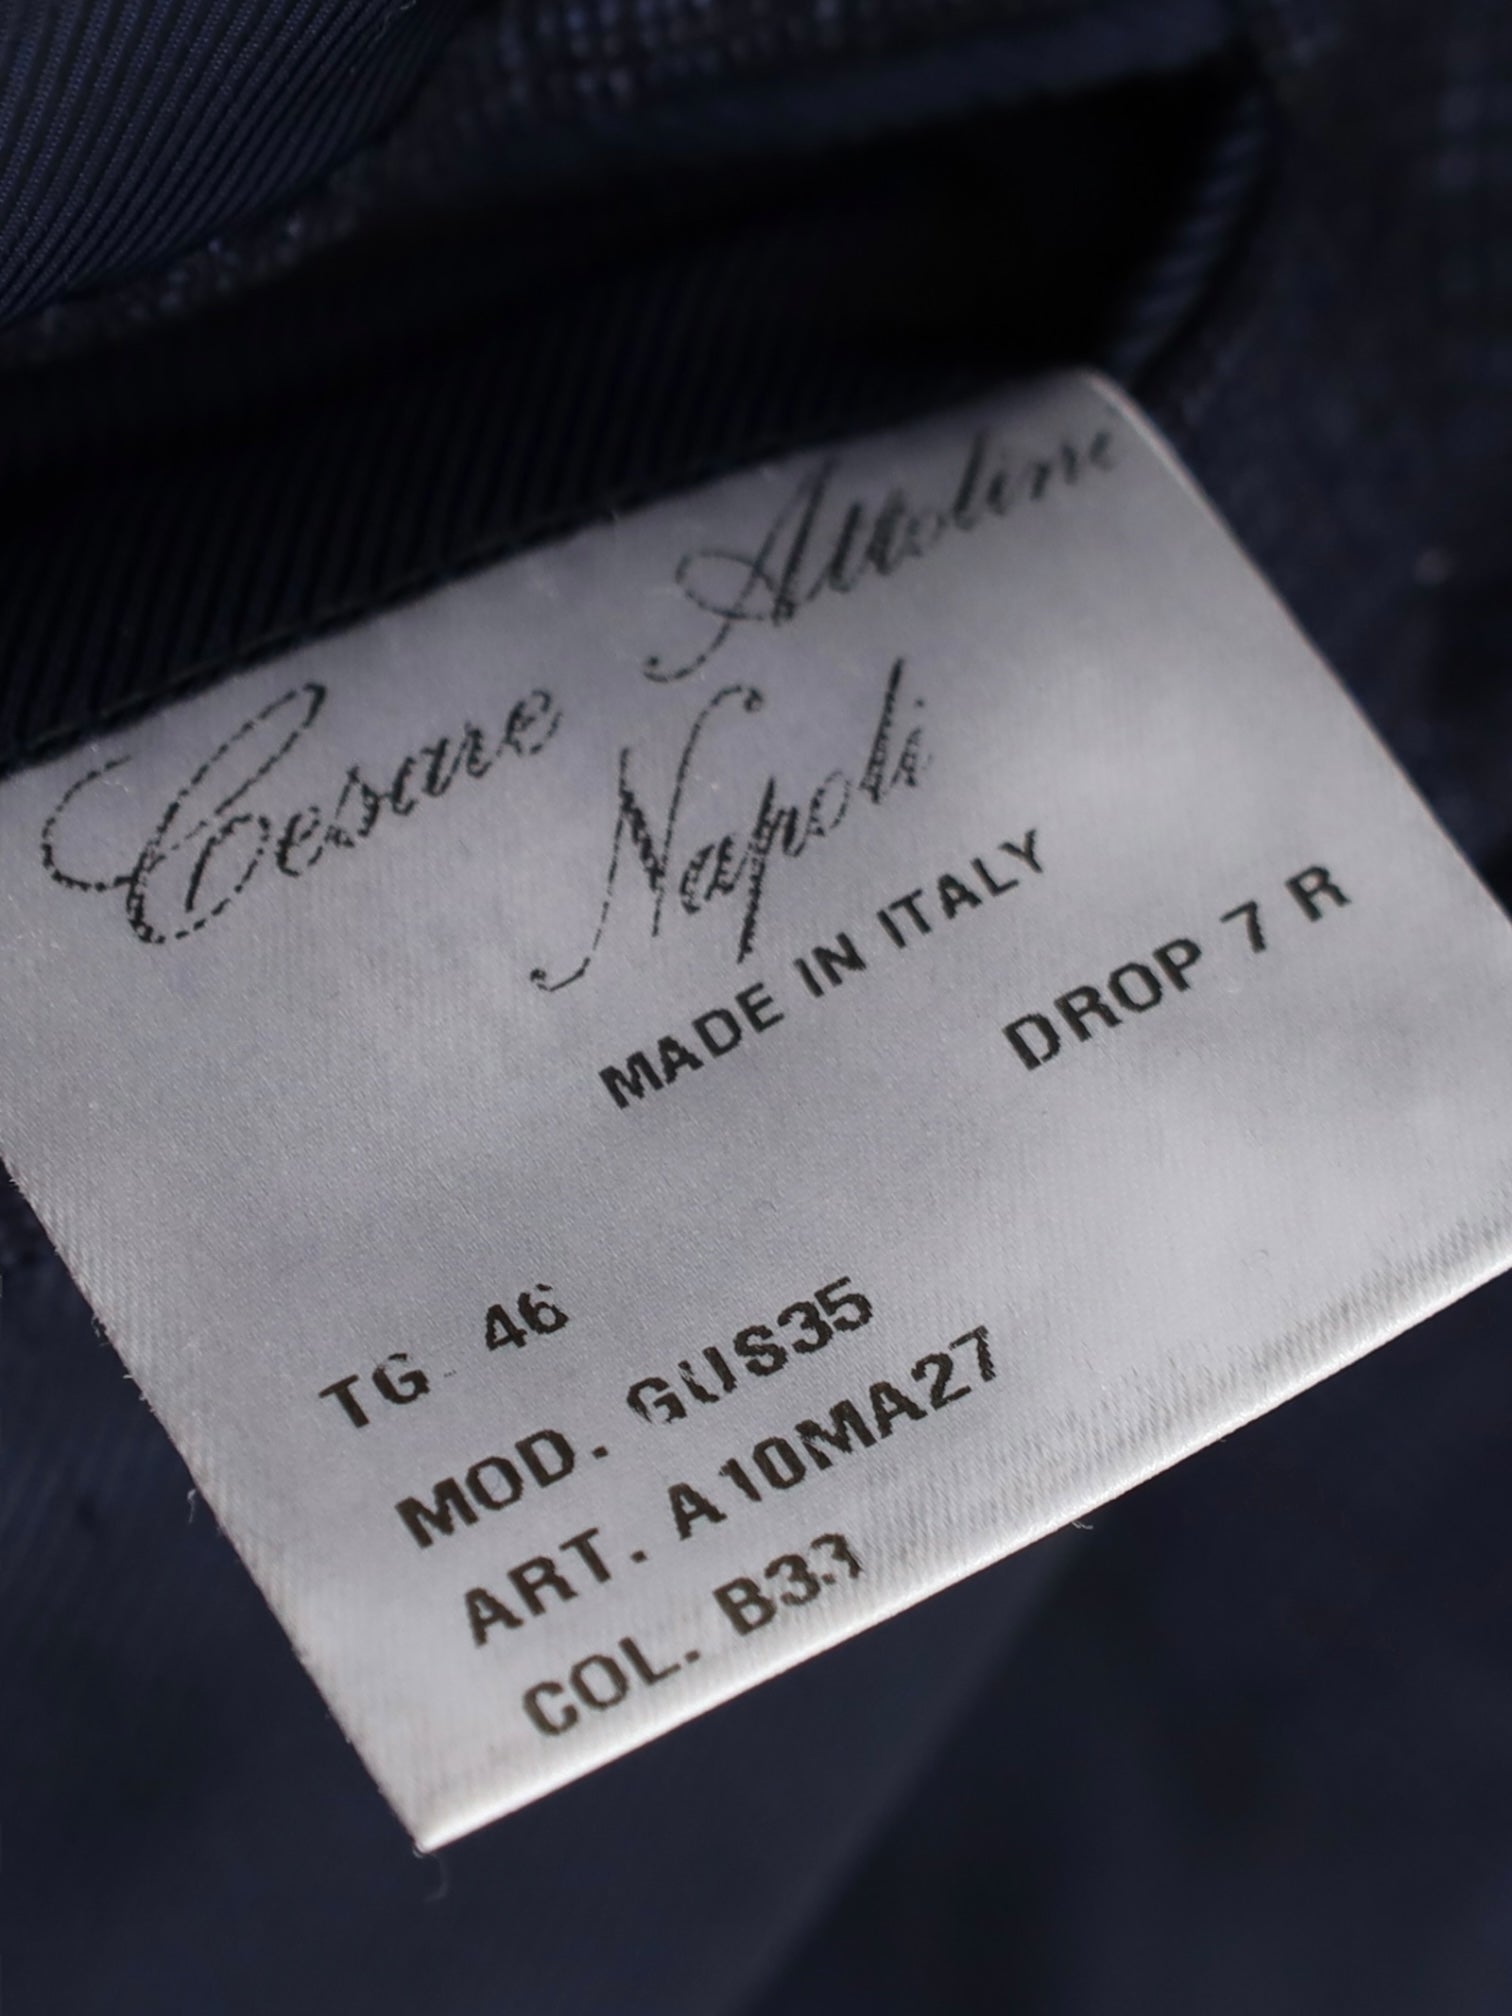 Cesare Attolini
Napoli
MADE IN ITALY
DROP 7 R
TG 46
MOD. GUS35
ART. A10MA27
COL. B33